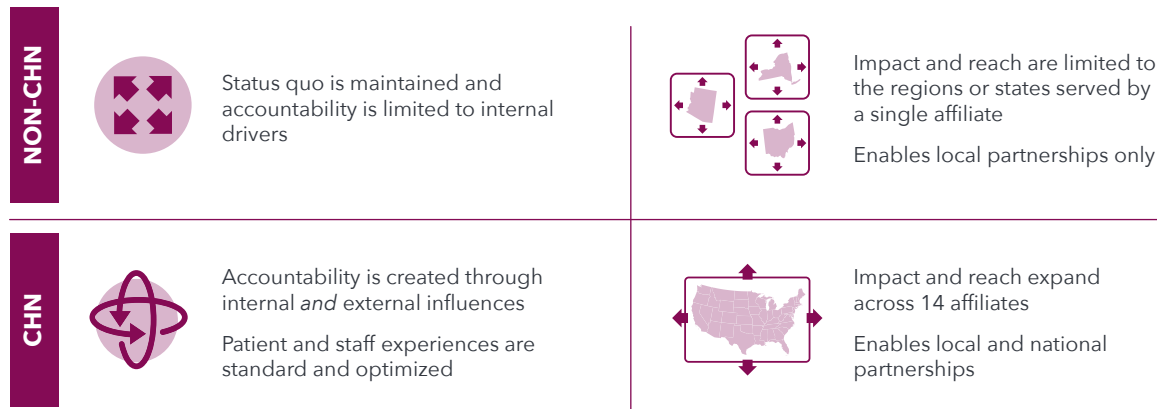 NON-CHN
Status quo is maintained and
accountability is limited to internal
drivers
Impact and reach are limited to
the regions or states served by
a single affiliate
Enables local partnerships only
CHN
Accountability is created through
internal and external influences
Patient and staff experiences are
standard and optimized
Impact and reach expand
across 14 affiliates
Enables local and national
partnerships